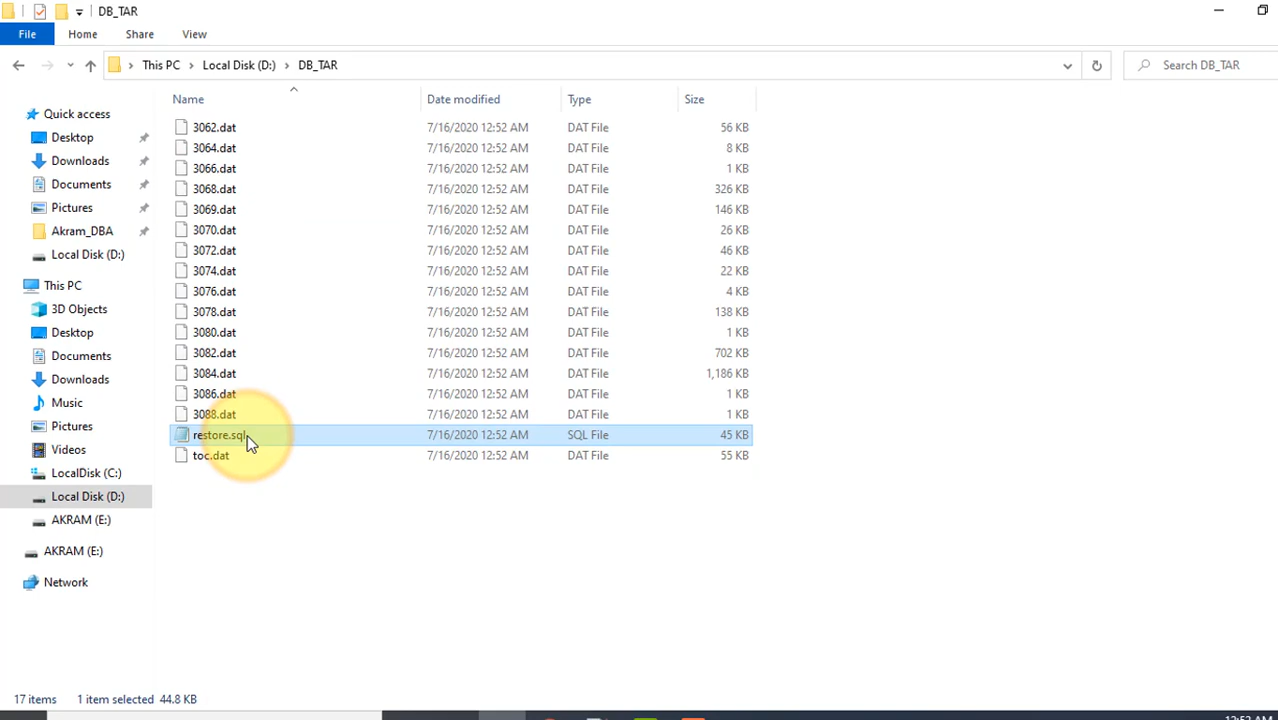 DB_TAR
File Home Share View
This PC Local Disk (D:) DB_TAR Search DB_TAR
Name Date modified Type Size
Quick access
Desktop
Downloads
Documents
Pictures
Akram_DBA
Local Disk (D:)
This PC
3D Objects
Desktop
Documents
Downloads
Music
Pictures
Videos
LocalDisk (C:)
Local Disk (D:)
AKRAM (E:)
AKRAM (E:)
Network
3062.dat 7/16/2020 12:52 AM DAT File 56 KB
3064.dat 7/16/2020 12:52 AM DAT File 8 KB
3066.dat 7/16/2020 12:52 AM DAT File 1 KB
3068.dat 7/16/2020 12:52 AM DAT File 326 KB
3069.dat 7/16/2020 12:52 AM DAT File 146 KB
3070.dat 7/16/2020 12:52 AM DAT File 26 KB
3072.dat 7/16/2020 12:52 AM DAT File 46 KB
3074.dat 7/16/2020 12:52 AM DAT File 22 KB
3076.dat 7/16/2020 12:52 AM DAT File 4 KB
3078.dat 7/16/2020 12:52 AM DAT File 138 KB
3080.dat 7/16/2020 12:52 AM DAT File 1 KB
3082.dat 7/16/2020 12:52 AM DAT File 702 KB
3084.dat 7/16/2020 12:52 AM DAT File 1,186 KB
3086.dat 7/16/2020 12:52 AM DAT File 1 KB
3088.dat 7/16/2020 12:52 AM DAT File 1 KB
restore.sql 7/16/2020 12:52 AM SQL File 45 KB
toc.dat 7/16/2020 12:52 AM DAT File 55 KB
17 items 1 item selected 44.8 KB
12:52 AM